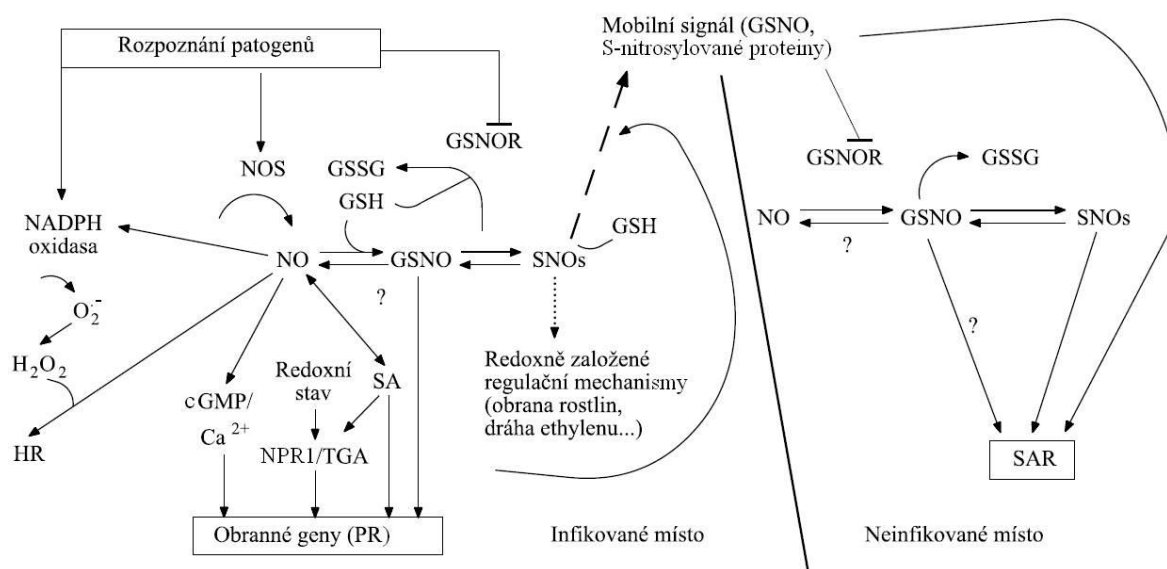 Rozpoznání patogenů
Mobilní signál (GSNO,
S-nitrosylované proteiny)
GSNOR
NOS
GSSG
GSH
NADPH
oxidasa
NO
GSNO
SNOs
GSH
?
O2·-
H2O2
HR
cGMP/
Ca 2+
Redoxní
stav
SA
NPR1/TGA
Redoxně založené
regulační mechanismy
(obrana rostlin,
dráha ethylenu...)
Obranné geny (PR)
Infikované místo
GSNOR
GSSG
NO
GSNO
SNOs
?
?
SAR
Neinfikované místo